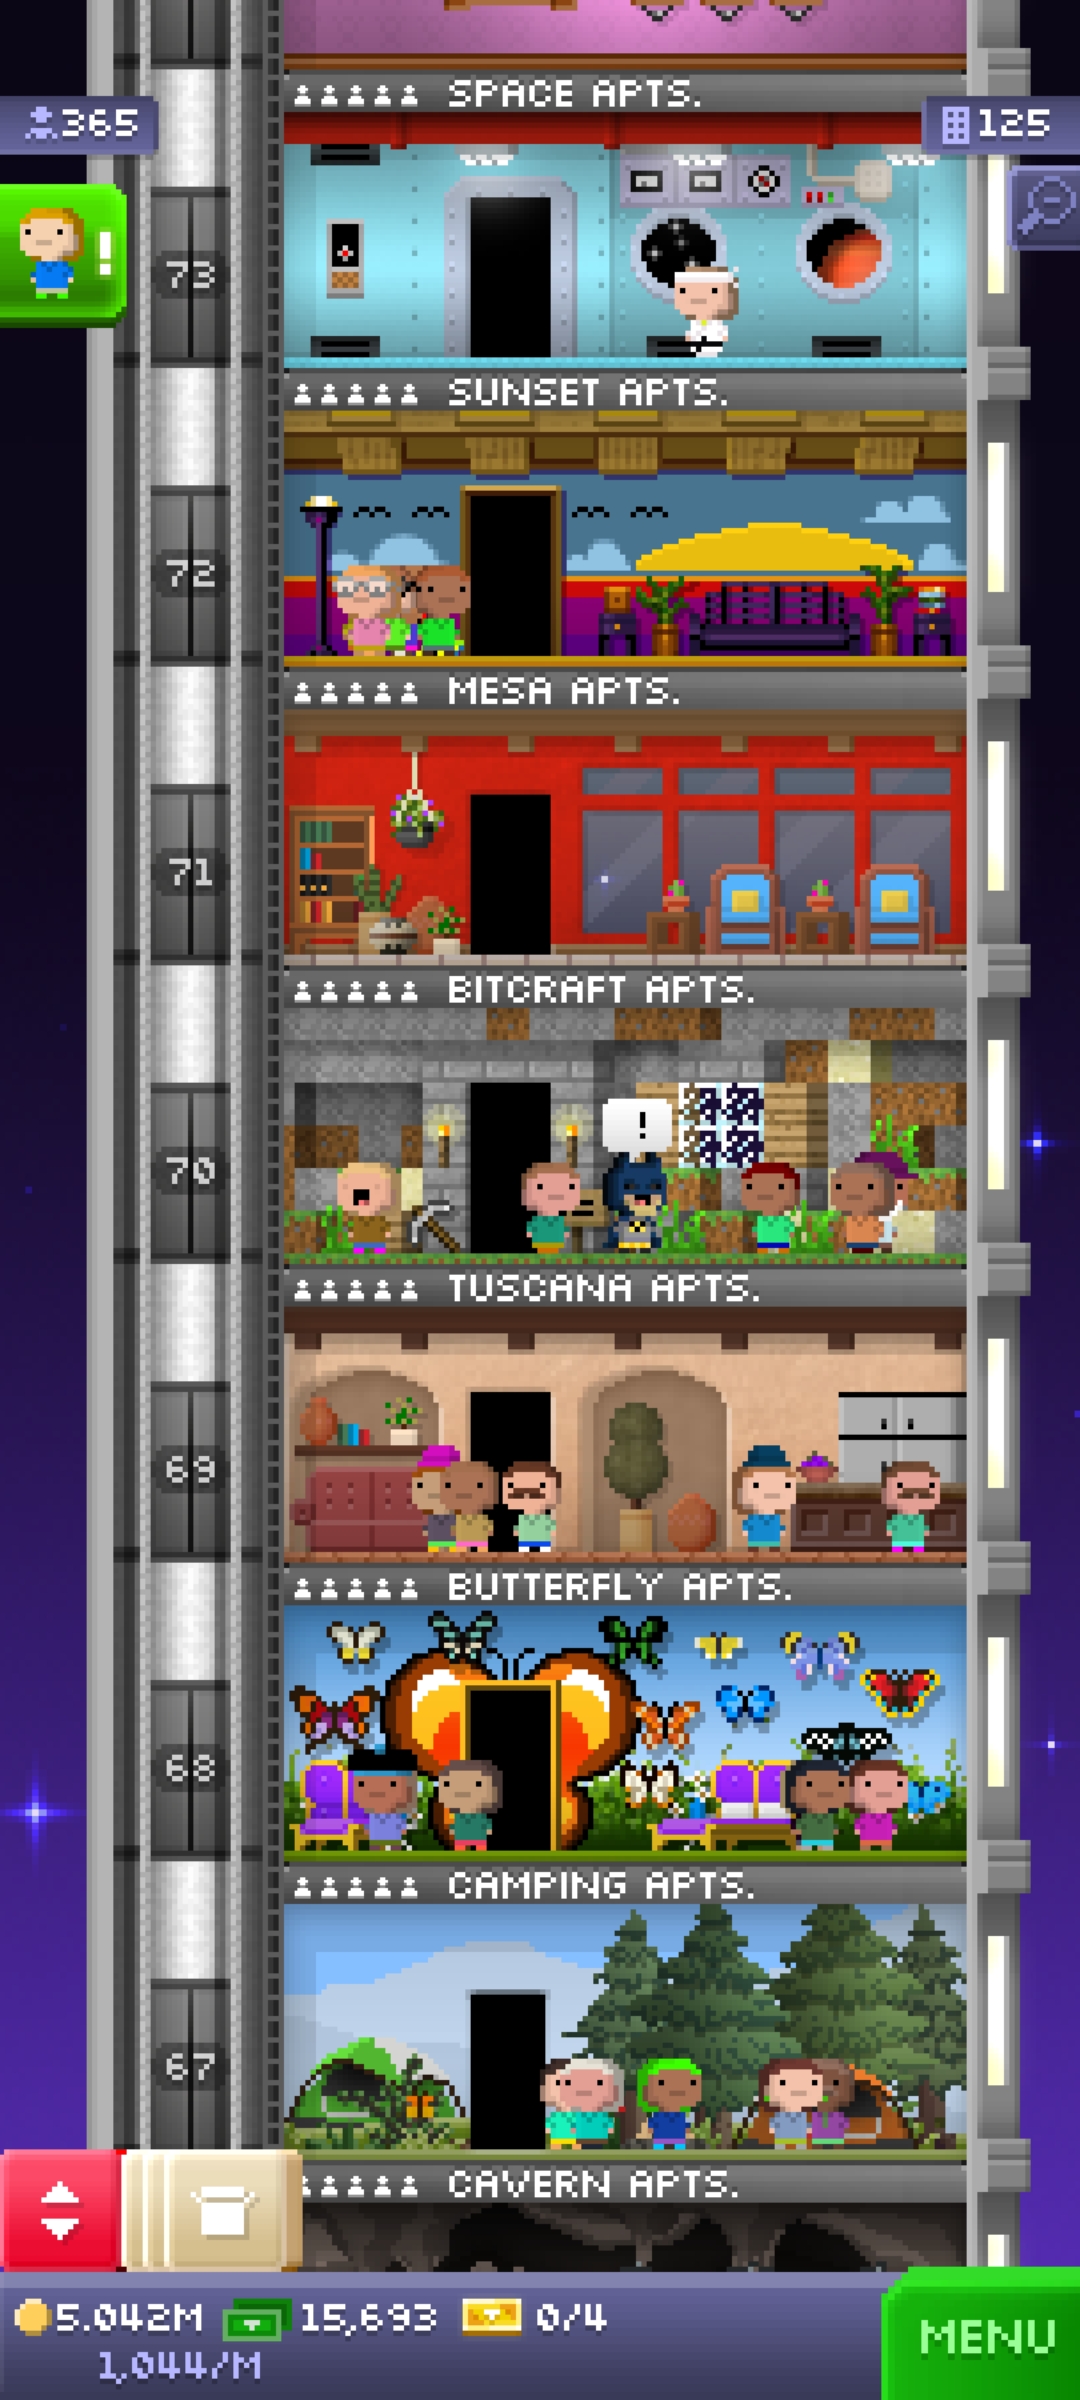 SPACE APTS.
365
125
!
73
SUNSET APTS.
72
MESA APTS.
71
BITCRAFT APTS.
!
70
TUSCANA APTS.
69
BUTTERFLY APTS.
68
CAMPING APTS.
67
CAVERN APTS.
5.042M 15,693 0/4
1,044/M
MENU